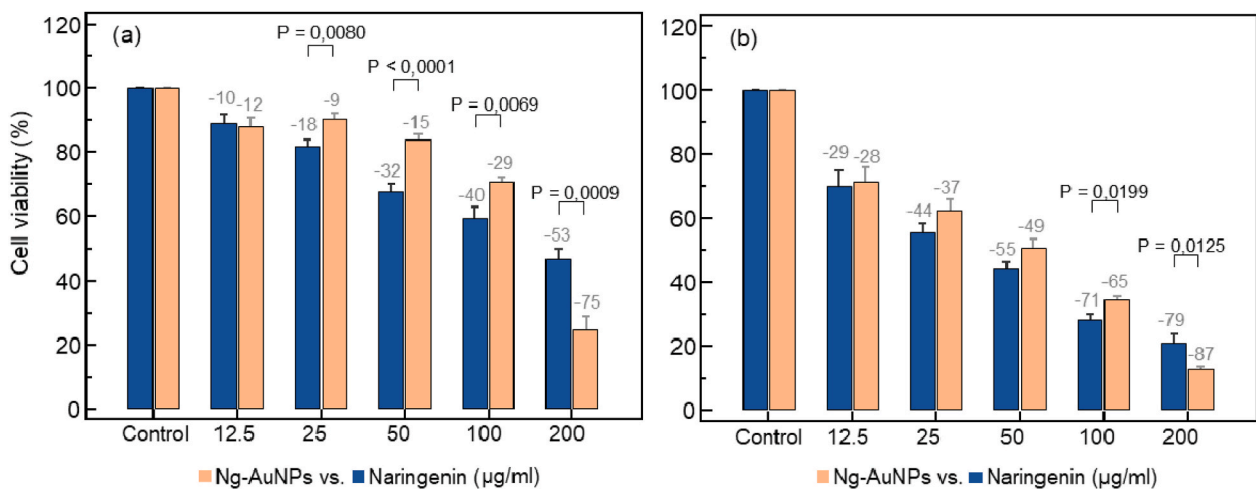 (a)
Cell viability (%)
120
100
80
60
40
20
0
P = 0,0080
P < 0,0001
P = 0,0069
P = 0,0009
-10
-12
-18
-9
-32
-15
-40
-29
-53
-75
Control 12.5 25 50 100 200
Ng-AuNPs vs. Naringenin (µg/ml)
(b)
120
100
80
60
40
20
0
P = 0,0199
P = 0,0125
-29
-28
-44
-37
-55
-49
-71
-65
-79
-87
Control 12.5 25 50 100 200
Ng-AuNPs vs. Naringenin (µg/ml)